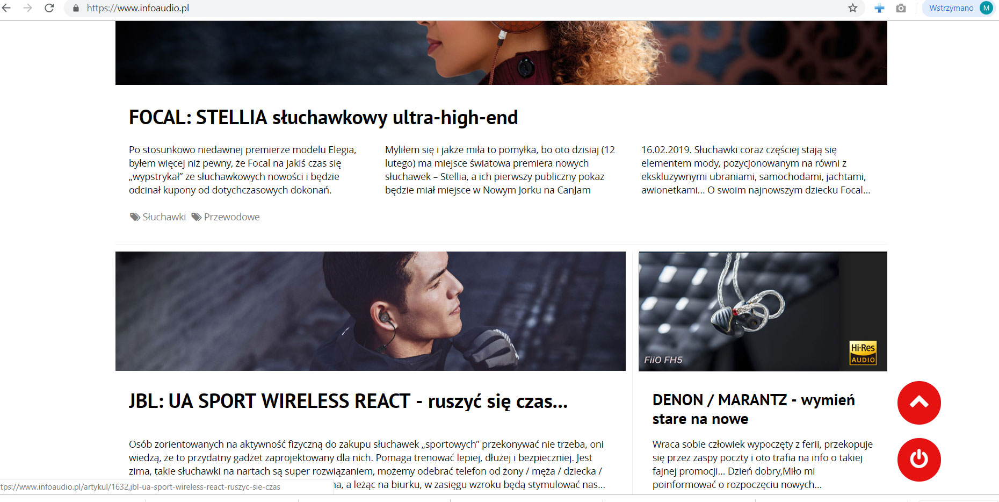 https://www.infoaudio.pl
Wstrzymano
M
FOCAL: STELLIA słuchawkowy ultra-high-end
Po stosunkowo niedawnej premierze modelu Elegia,
byłem więcej niż pewny, że Focal na jakiś czas się
„wypstrykał” ze słuchawkowych nowości i będzie
odcinał kupony od dotychczasowych dokonań.
Myliłem się i jakże miła to pomyłka, bo oto dzisiaj (12
lutego) ma miejsce światowa premiera nowych
słuchawek – Stellia, a ich pierwszy publiczny pokaz
będzie miał miejsce w Nowym Jorku na CanJam
16.02.2019. Słuchawki coraz częściej stają się
elementem mody, pozycjonowanym na równi z
ekskluzywnymi ubraniami, samochodami, jachtami,
awionetkami... O swoim najnowszym dziecku Focal...
Słuchawki Przewodowe
FiiO FH5
Hi-Res
AUDIO
JBL: UA SPORT WIRELESS REACT - ruszyć się czas...
Osób zorientowanych na aktywność fizyczną do zakupu słuchawek „sportowych” przekonywać nie trzeba, oni
wiedzą, że to przydatny gadżet zaprojektowany dla nich. Pomaga trenować lepiej, dłużej i bezpieczniej. Jest
zima, takie słuchawki na nartach są super rozwiązaniem, możemy odebrać telefon od żony / męża / dziecka /
na, a leżąc na biurku, w zasięgu wzroku będą stymulować nas...
DENON / MARANTZ - wymień
stare na nowe
Wraca sobie człowiek wypoczęty z ferii, przekopuje
się przez zaspy poczty i oto trafia na info o takiej
fajnej promocji... Dzień dobry,Miło mi
poinformować o rozpoczęciu nowych...
tps://www.infoaudio.pl/artykul/1632,jbl-ua-sport-wireless-react-ruszyc-sie-czas